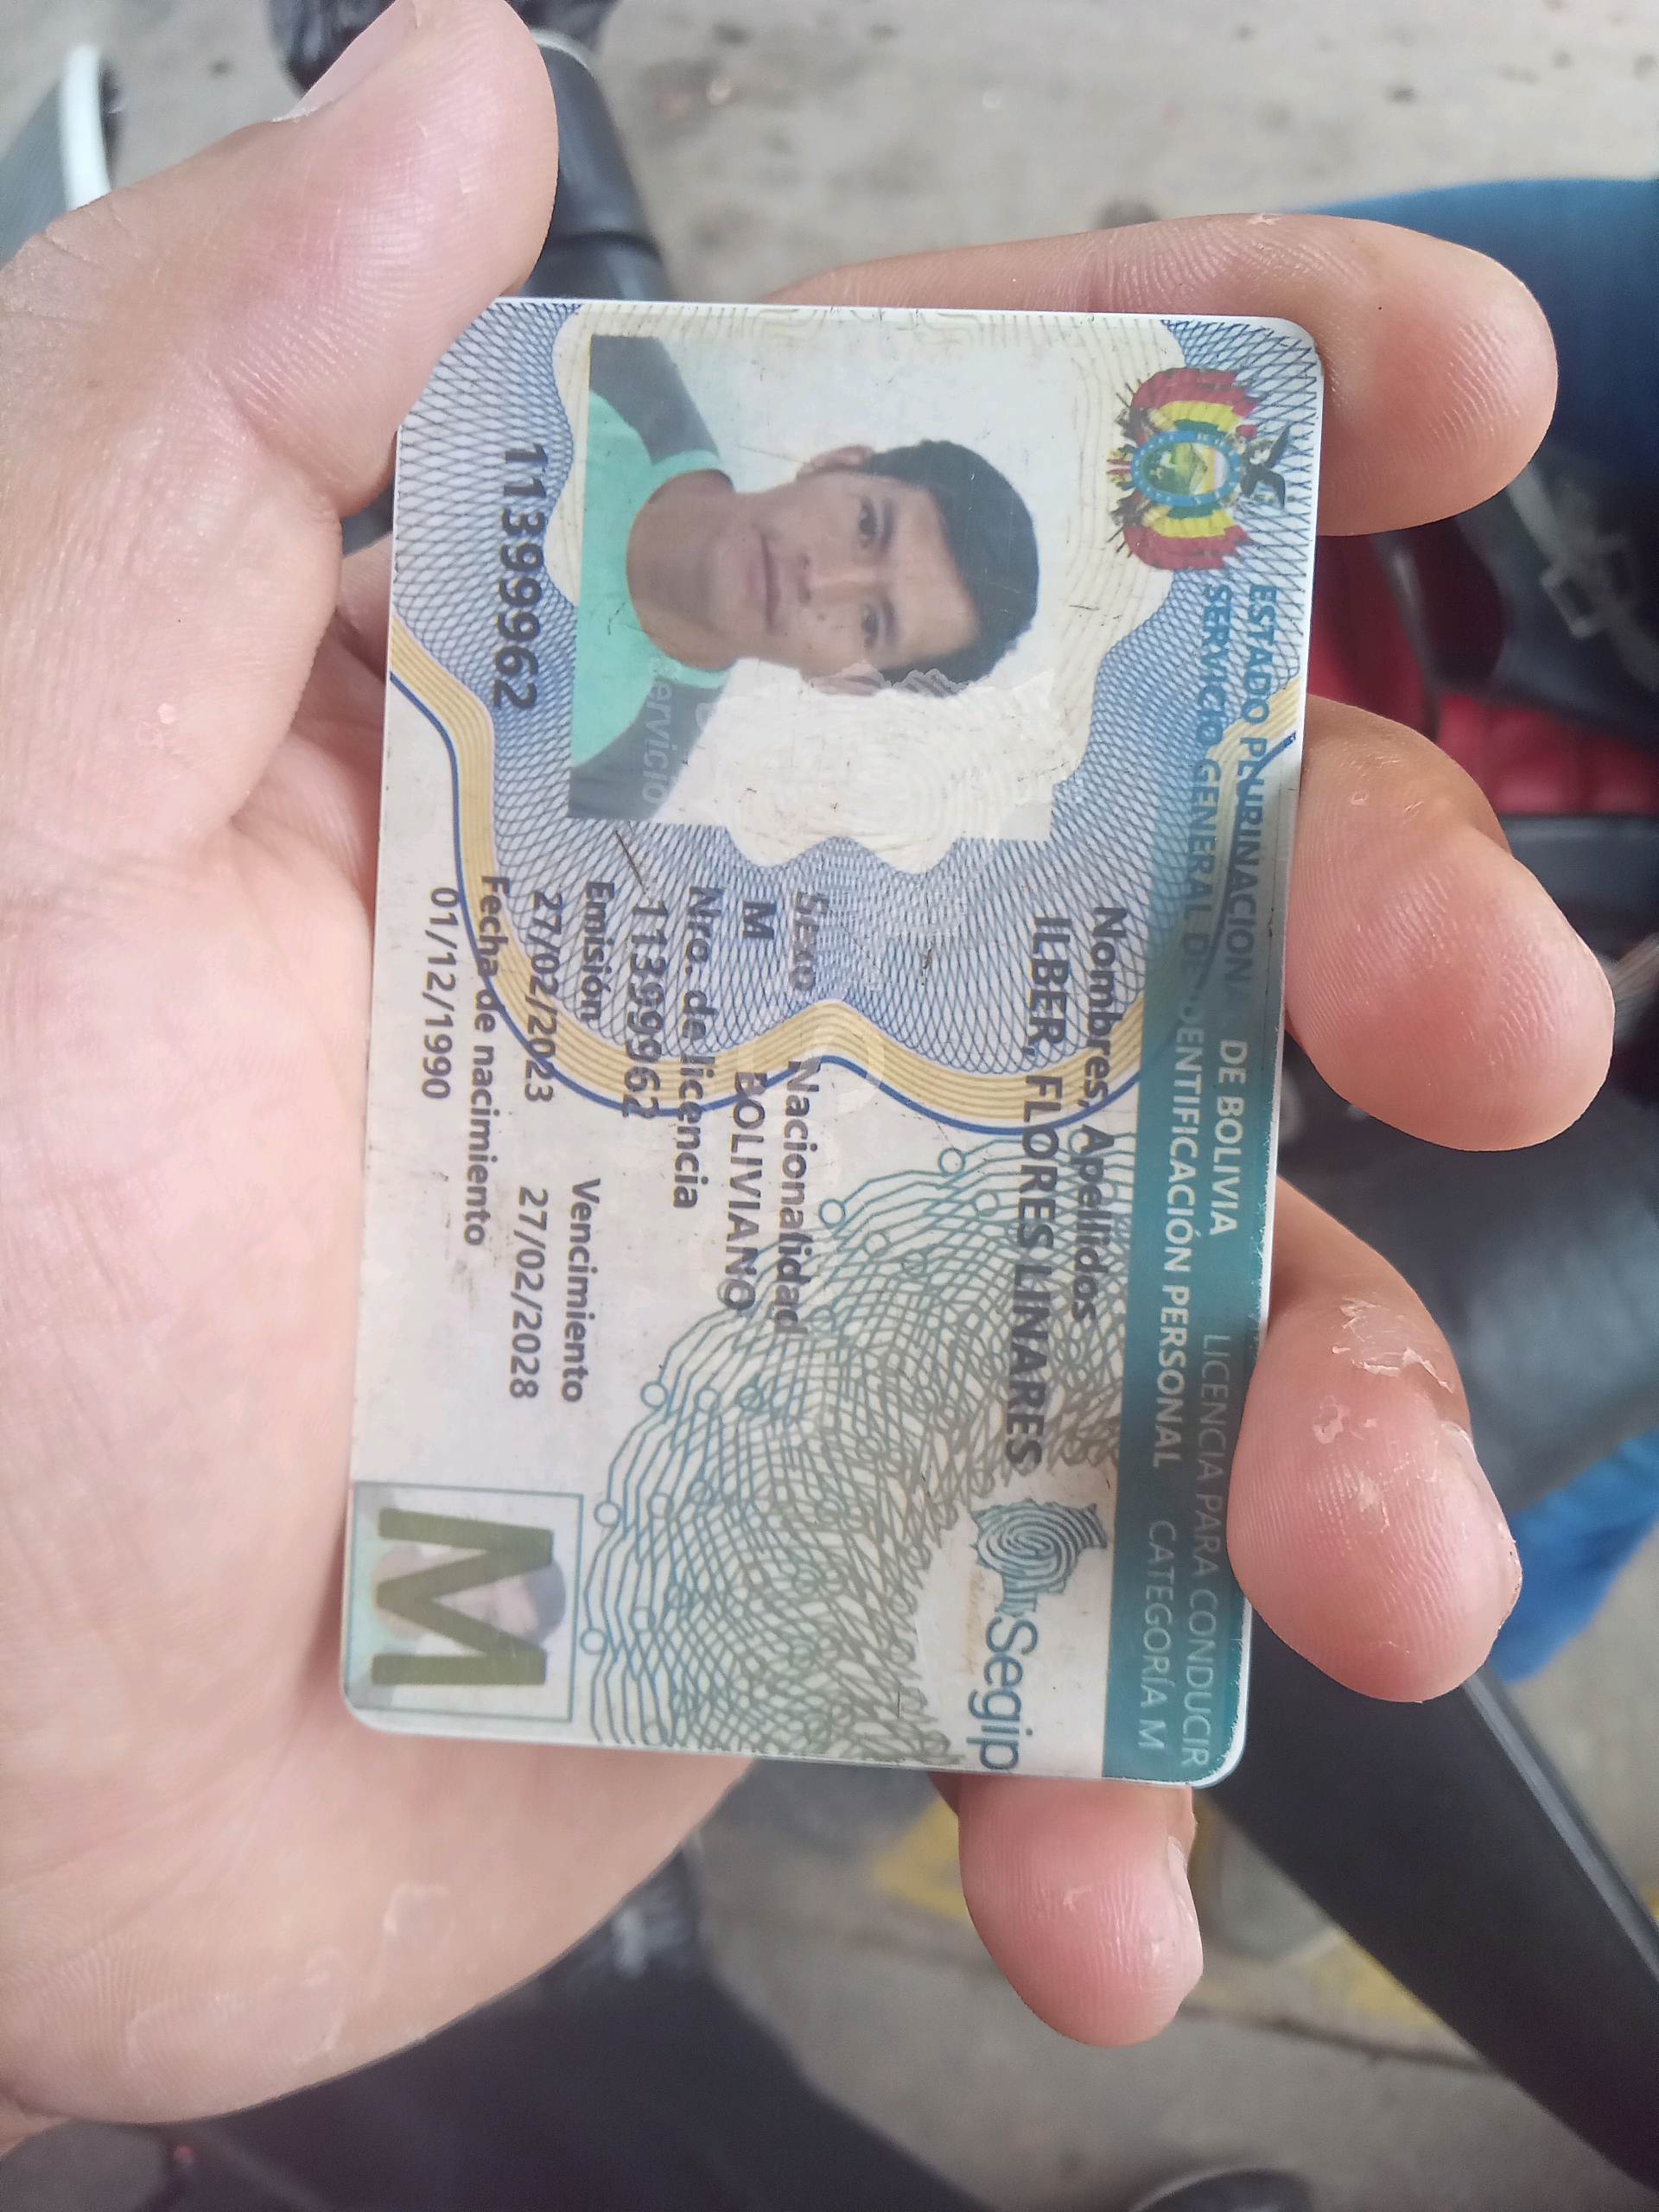 ESTADO PLURINACIONAL DE BOLIVIA
LICENCIA PARA CONDUCIR
SERVICIO GENERAL DE IDENTIFICACIÓN PERSONAL
CATEGORÍA M
Segip
Nombres, Apellidos
ILBER, FLORES LINARES
Sexo Nacionalidad
M BOLIVIANO
Nro. de licencia
11399962
Emisión Vencimiento
27/02/2023 27/02/2028
Fecha de nacimiento
01/12/1990
11399962
Servicio
M